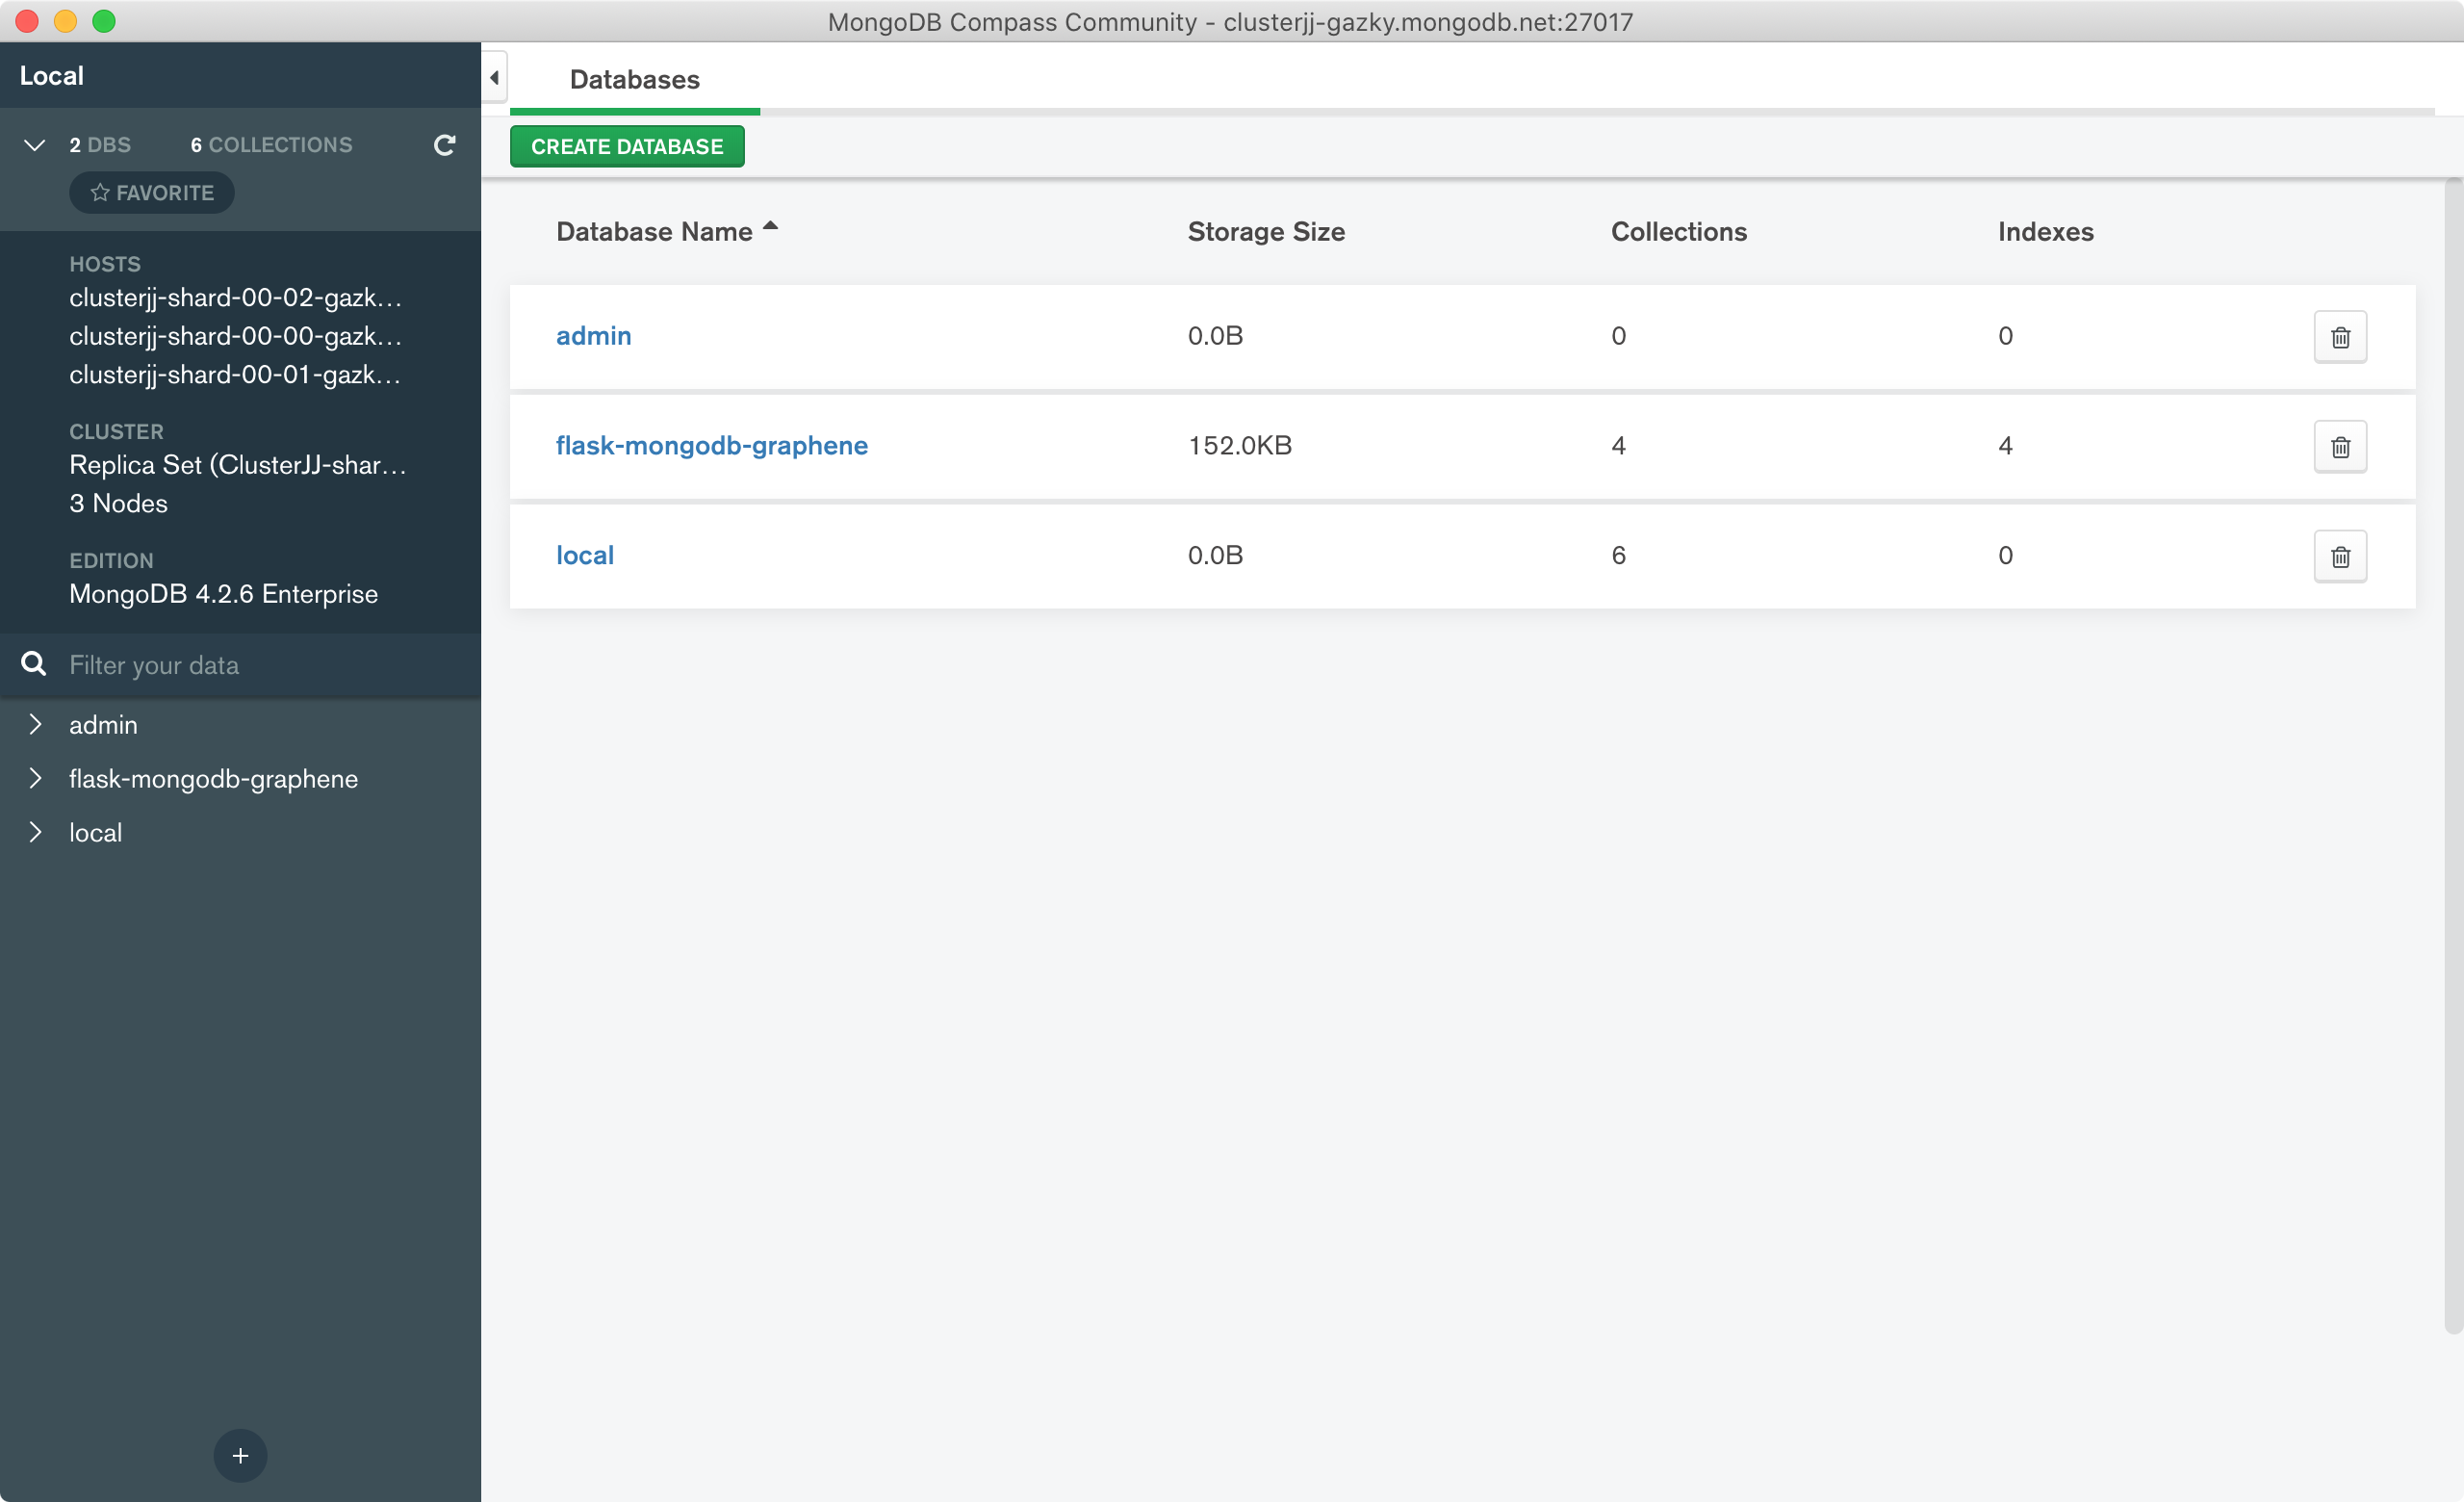 MongoDB Compass Community - clusterjj-gazky.mongodb.net:27017
Local
2 DBS 6 COLLECTIONS
FAVORITE
HOSTS
clusterjj-shard-00-02-gazk...
clusterjj-shard-00-00-gazk...
clusterjj-shard-00-01-gazk...
CLUSTER
Replica Set (ClusterJJ-shar...
3 Nodes
EDITION
MongoDB 4.2.6 Enterprise
Filter your data
admin
flask-mongodb-graphene
local
Databases
CREATE DATABASE
Database Name Storage Size Collections Indexes
admin 0.0B 0 0
flask-mongodb-graphene 152.0KB 4 4
local 0.0B 6 0